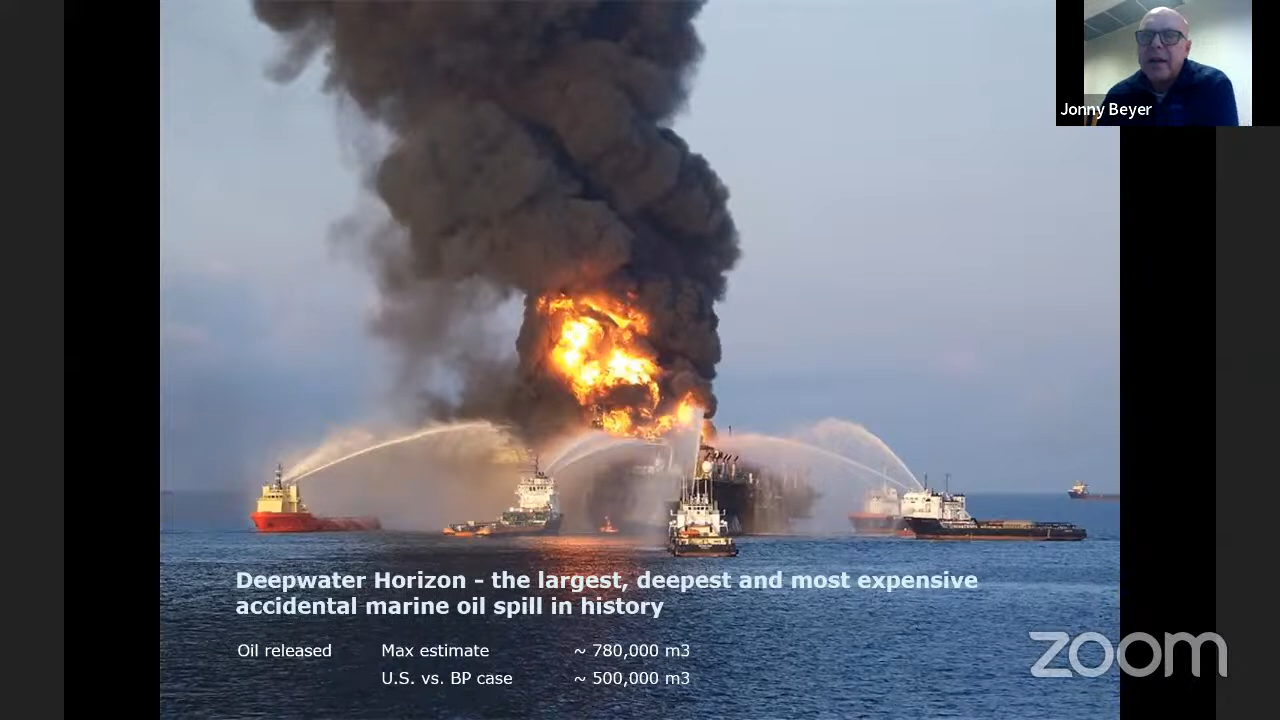 Jonny Beyer
Deepwater Horizon - the largest, deepest and most expensive
accidental marine oil spill in history
Oil released Max estimate ~ 780,000 m3
U.S. vs. BP case ~ 500,000 m3
zoom